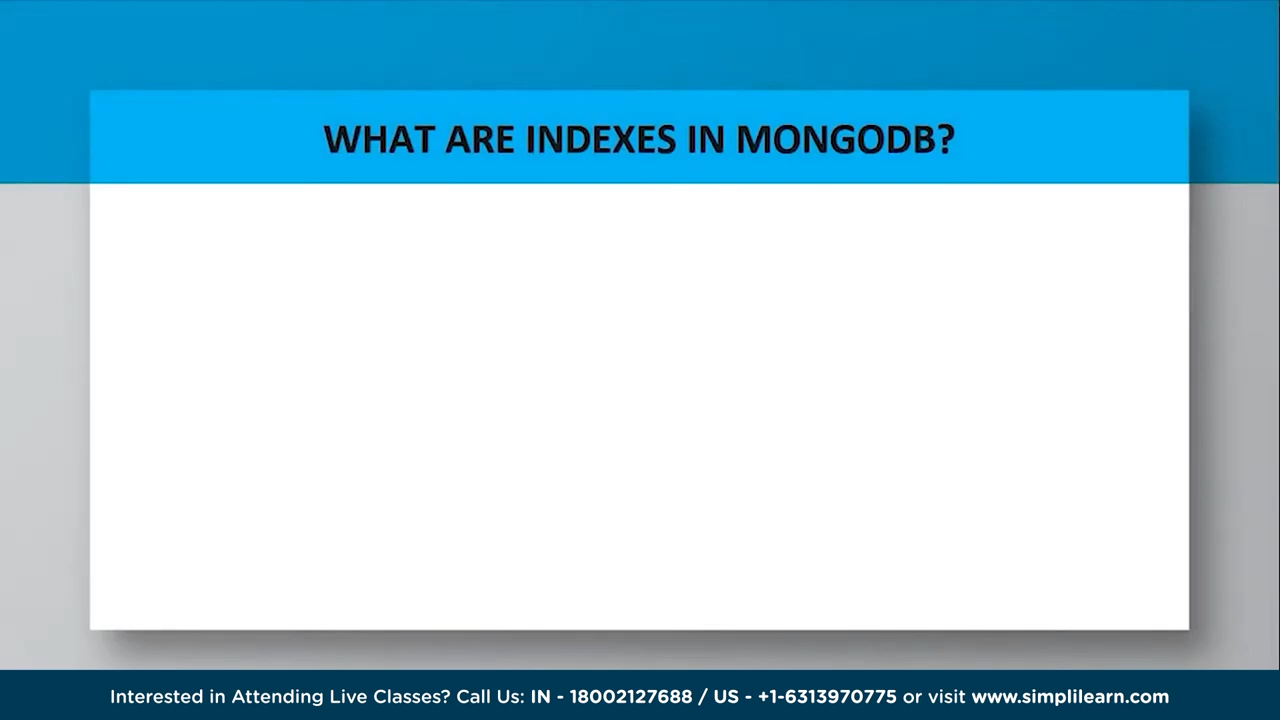 WHAT ARE INDEXES IN MONGODB?
Interested in Attending Live Classes? Call Us: IN - 18002127688 / US - +1-6313970775 or visit www.simplilearn.com